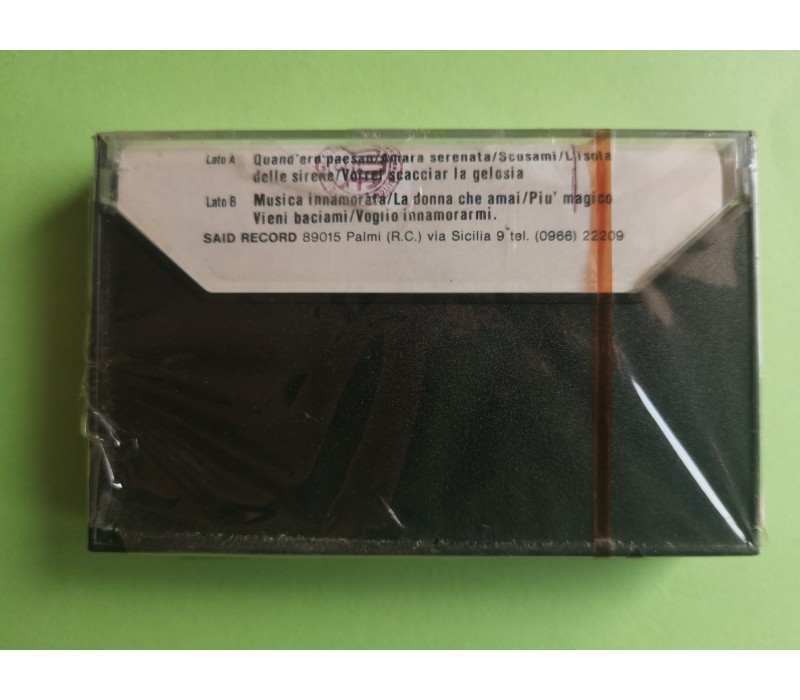 Lato A Quand'ero paesan/Amara serenata/Scusami/L'isola
delle sirene/Vorrei scacciar la gelosia
Lato B Musica innamorata/La donna che amai/Piu' magico
Vieni baciami/Voglio innamorarmi.
SAID RECORD 89015 Palmi (R.C.) via Sicilia 9 tel. (0966) 22209